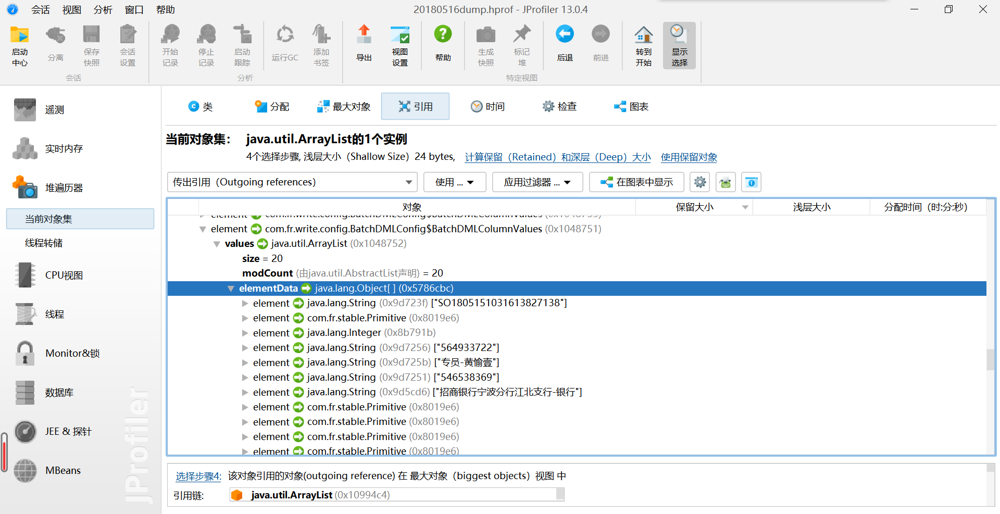 会话 视图 分析 窗口 帮助
20180516dump.hprof - JProfiler 13.0.4
启动中心
分离
保存快照
会话设置
会话
开始记录
停止记录
启动跟踪
分析
运行GC
添加书签
导出
视图设置
帮助
生成快照
标记堆
特定视图
后退
前进
转到开始
显示选择
遥测
实时内存
堆遍历器
当前对象集
线程转储
CPU视图
线程
Monitor&锁
数据库
JEE & 探针
MBeans
JProfiler
类 分配 最大对象 引用 时间 检查 图表
当前对象集： java.util.ArrayList的1个实例
4个选择步骤, 浅层大小（Shallow Size）24 bytes, 计算保留（Retained）和深层（Deep）大小 使用保留对象
传出引用（Outgoing references） 使用 ... 应用过滤器 ... 在图表中显示
对象 保留大小 浅层大小 分配时间（时:分:秒）
element com.fr.write.config.BatchDMLConfig$BatchDMLColumnValues (0x1048753)
element com.fr.write.config.BatchDMLConfig$BatchDMLColumnValues (0x1048751)
values java.util.ArrayList (0x1048752)
size = 20
modCount (由java.util.AbstractList声明) = 20
elementData java.lang.Object[ ] (0x5786cbc)
element java.lang.String (0x9d723f) ["SO1805151031613827138"]
element com.fr.stable.Primitive (0x8019e6)
element java.lang.Integer (0x8b791b)
element java.lang.String (0x9d7256) ["564933722"]
element java.lang.String (0x9d725b) ["专员-黄愉壹"]
element java.lang.String (0x9d7251) ["546538369"]
element java.lang.String (0x9d5cd6) ["招商银行宁波分行江北支行-银行"]
element com.fr.stable.Primitive (0x8019e6)
element com.fr.stable.Primitive (0x8019e6)
element com.fr.stable.Primitive (0x8019e6)
element com.fr.stable.Primitive (0x8019e6)
选择步骤4: 该对象引用的对象(outgoing reference) 在 最大对象（biggest objects）视图 中
引用链: java.util.ArrayList (0x10994c4)